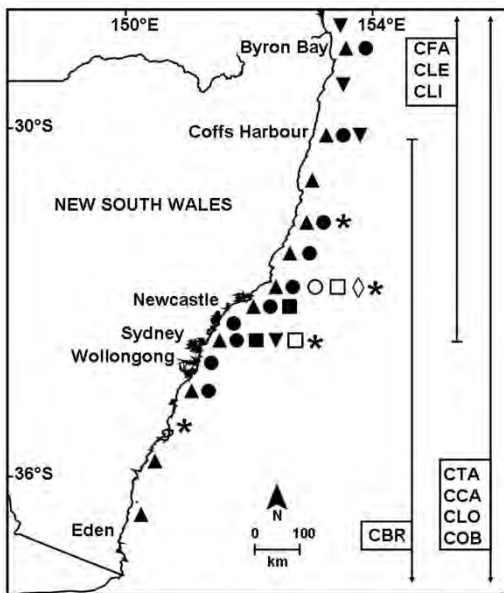 150°E
154°E
Byron Bay
CFA
CLE
CLI
-30°S
Coffs Harbour
NEW SOUTH WALES
Newcastle
Sydney
Wollongong
-36°S
Eden
N
0 100
km
CBR
CTA
CCA
CLO
COB